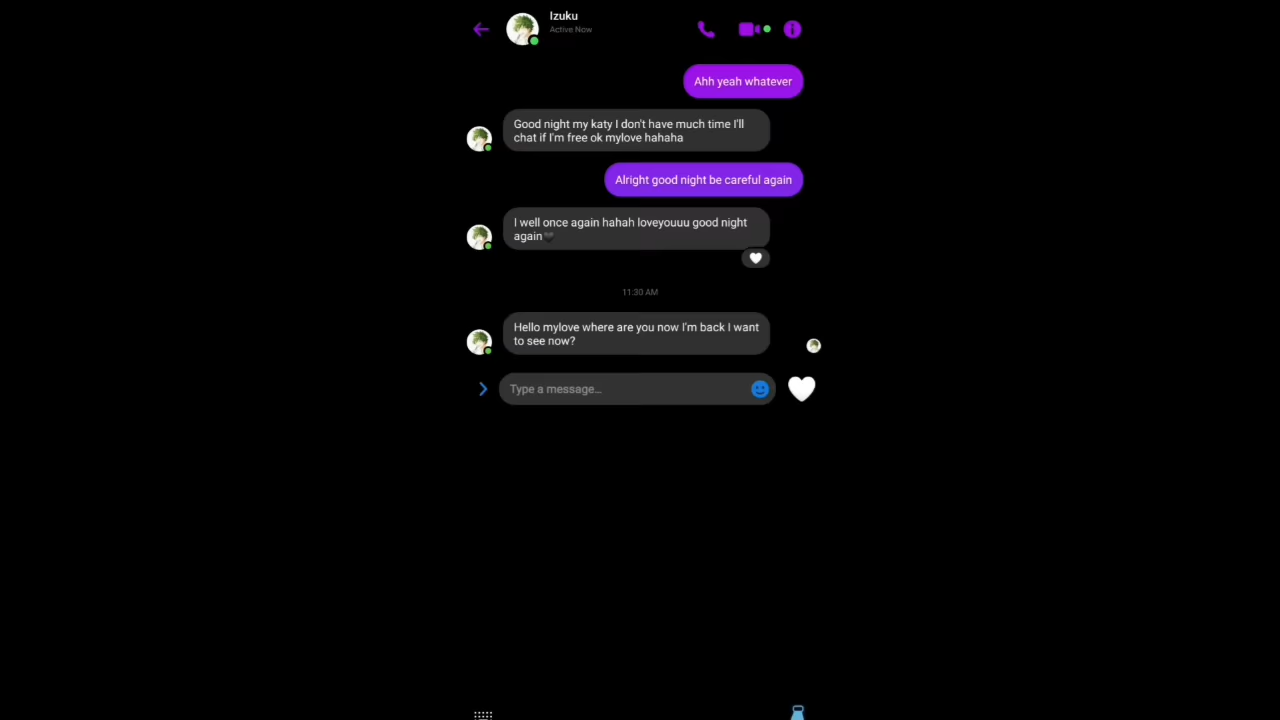 Izuku
Active Now
Ahh yeah whatever
Good night my katy I don't have much time I'll
chat if I'm free ok mylove hahaha
Alright good night be careful again
I well once again hahah loveyouuu good night
again🖤
11:30 AM
Hello mylove where are you now I'm back I want
to see now?
Type a message...